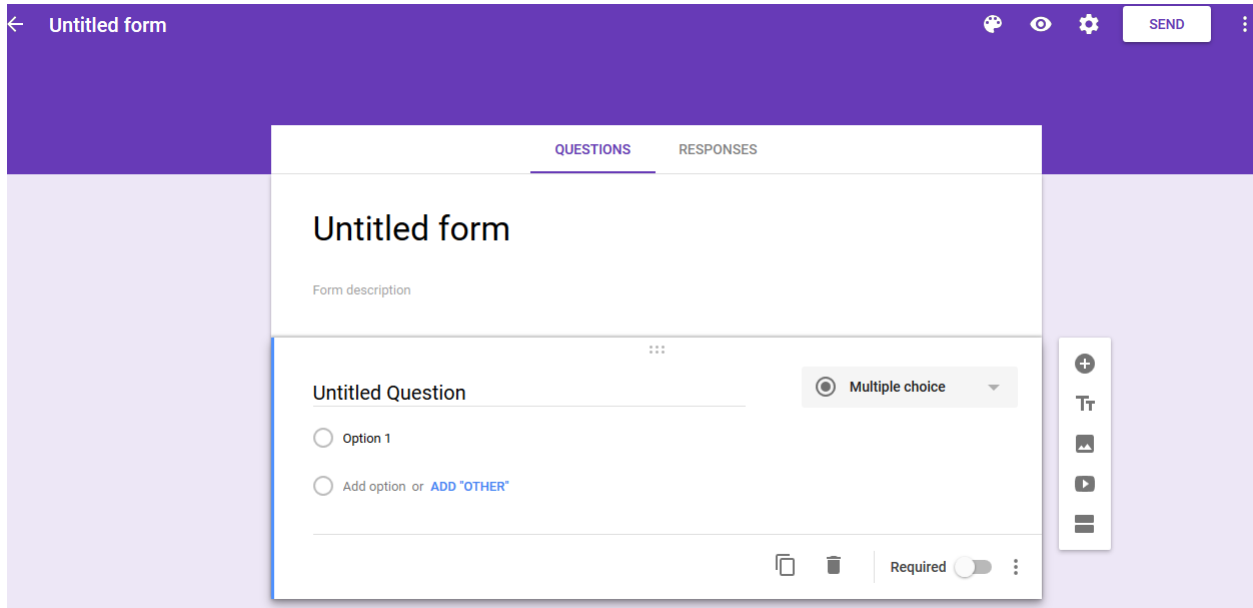 Untitled form
SEND
QUESTIONS RESPONSES
Untitled form
Form description
Untitled Question
Multiple choice
Option 1
Add option or ADD "OTHER"
Required